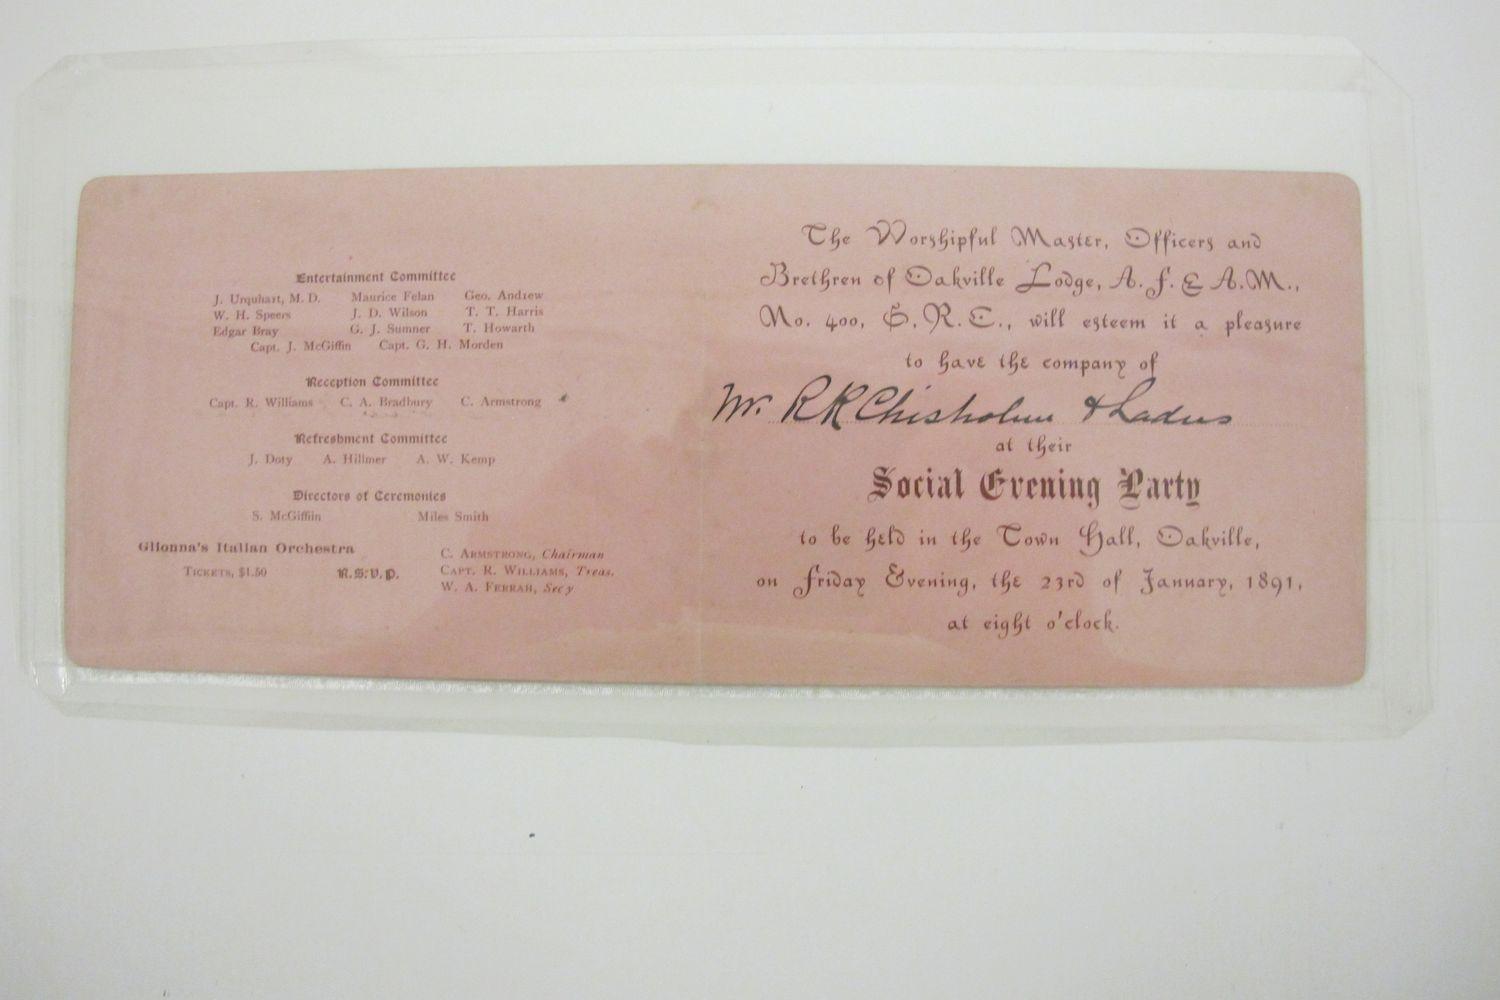 Entertainment Committee
J. Urquhart, M. D. Maurice Felan Geo. Andrew
W. H. Speers J. D. Wilson T. T. Harris
Edgar Bray G. J. Sumner T. Howarth
Capt. J. McGiffin Capt. G. H. Morden
Reception Committee
Capt. R. Williams C. A. Bradbury C. Armstrong
Refreshment Committee
J. Doty A. Hillmer A. W. Kemp
Directors of Ceremonies
S. McGiffin Miles Smith
Glionna's Italian Orchestra
Tickets, $1.50 R.S.V.P.
C. Armstrong, Chairman
Capt. R. Williams, Treas.
W. A. Ferrah, Sec'y
The Worshipful Master, Officers and
Brethren of Oakville Lodge, A. F. & A. M.,
No. 400, G. R. C., will esteem it a pleasure
to have the company of
Mr. R K Chisholm & Ladies
at their
Social Evening Party
to be held in the Town Hall, Oakville,
on Friday Evening, the 23rd of January, 1891,
at eight o'clock.